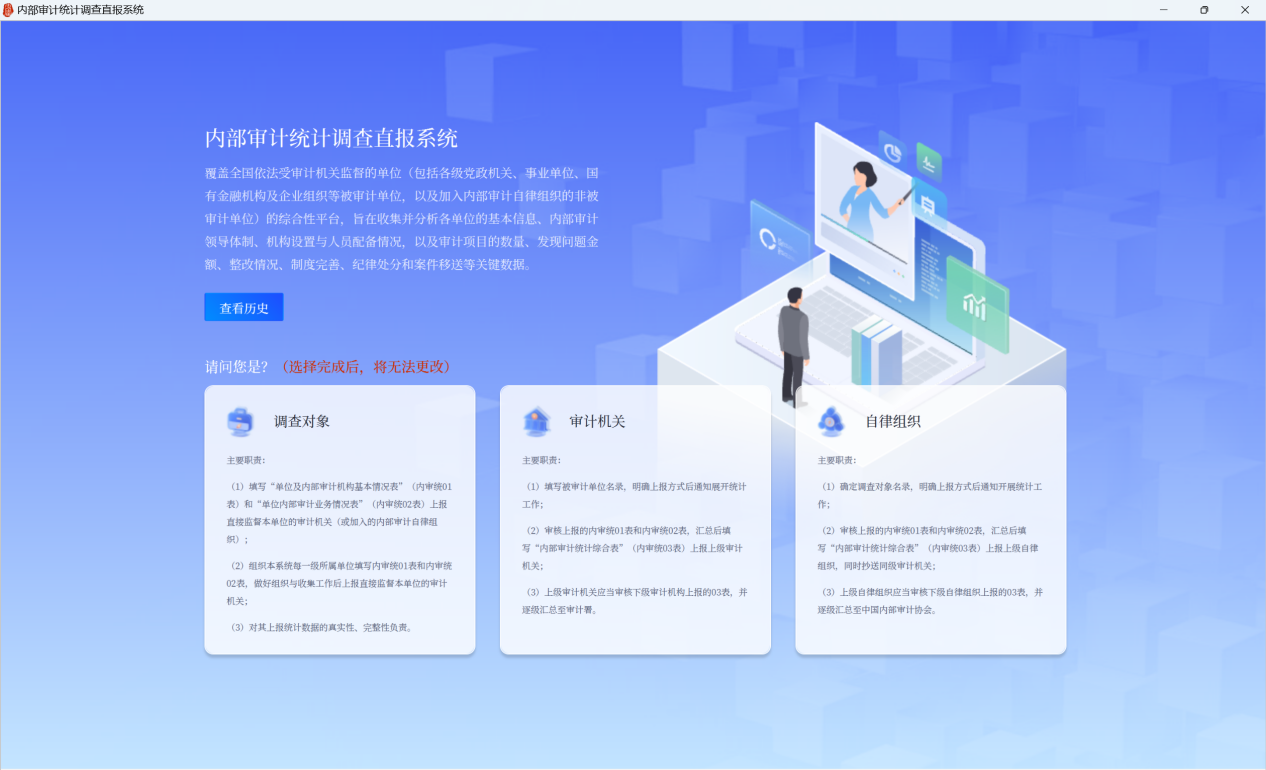 内部审计统计调查直报系统
内部审计统计调查直报系统
覆盖全国依法受审计机关监督的单位（包括各级党政机关、事业单位、国
有金融机构及企业组织等被审计单位，以及加入内部审计自律组织的非被
审计单位）的综合性平台，旨在收集并分析各单位的基本信息、内部审计
领导体制、机构设置与人员配备情况，以及审计项目的数量、发现问题金
额、整改情况、制度完善、纪律处分和案件移送等关键数据。
查看历史
请问您是？（选择完成后，将无法更改）
调查对象
主要职责：
（1）填写“单位及内部审计机构基本情况表”（内审统01
表）和“单位内部审计业务情况表”（内审统02表）上报
直接监督本单位的审计机关（或加入的内部审计自律组
织）；
（2）组织本系统每一级所属单位填写内审统01表和内审统
02表，做好组织与收集工作后上报直接监督本单位的审计
机关；
（3）对其上报统计数据的真实性、完整性负责。
审计机关
主要职责：
（1）填写被审计单位名录，明确上报方式后通知展开统计
工作；
（2）审核上报的内审统01表和内审统02表，汇总后填
写“内部审计统计综合表”（内审统03表）上报上级审计
机关；
（3）上级审计机关应当审核下级审计机构上报的03表，并
逐级汇总至审计署。
自律组织
主要职责：
（1）确定调查对象名录，明确上报方式后通知开展统计工
作；
（2）审核上报的内审统01表和内审统02表，汇总后填
写“内部审计统计综合表”（内审统03表）上报上级自律
组织，同时抄送同级审计机关；
（3）上级自律组织应当审核下级自律组织上报的03表，并
逐级汇总至中国内部审计协会。